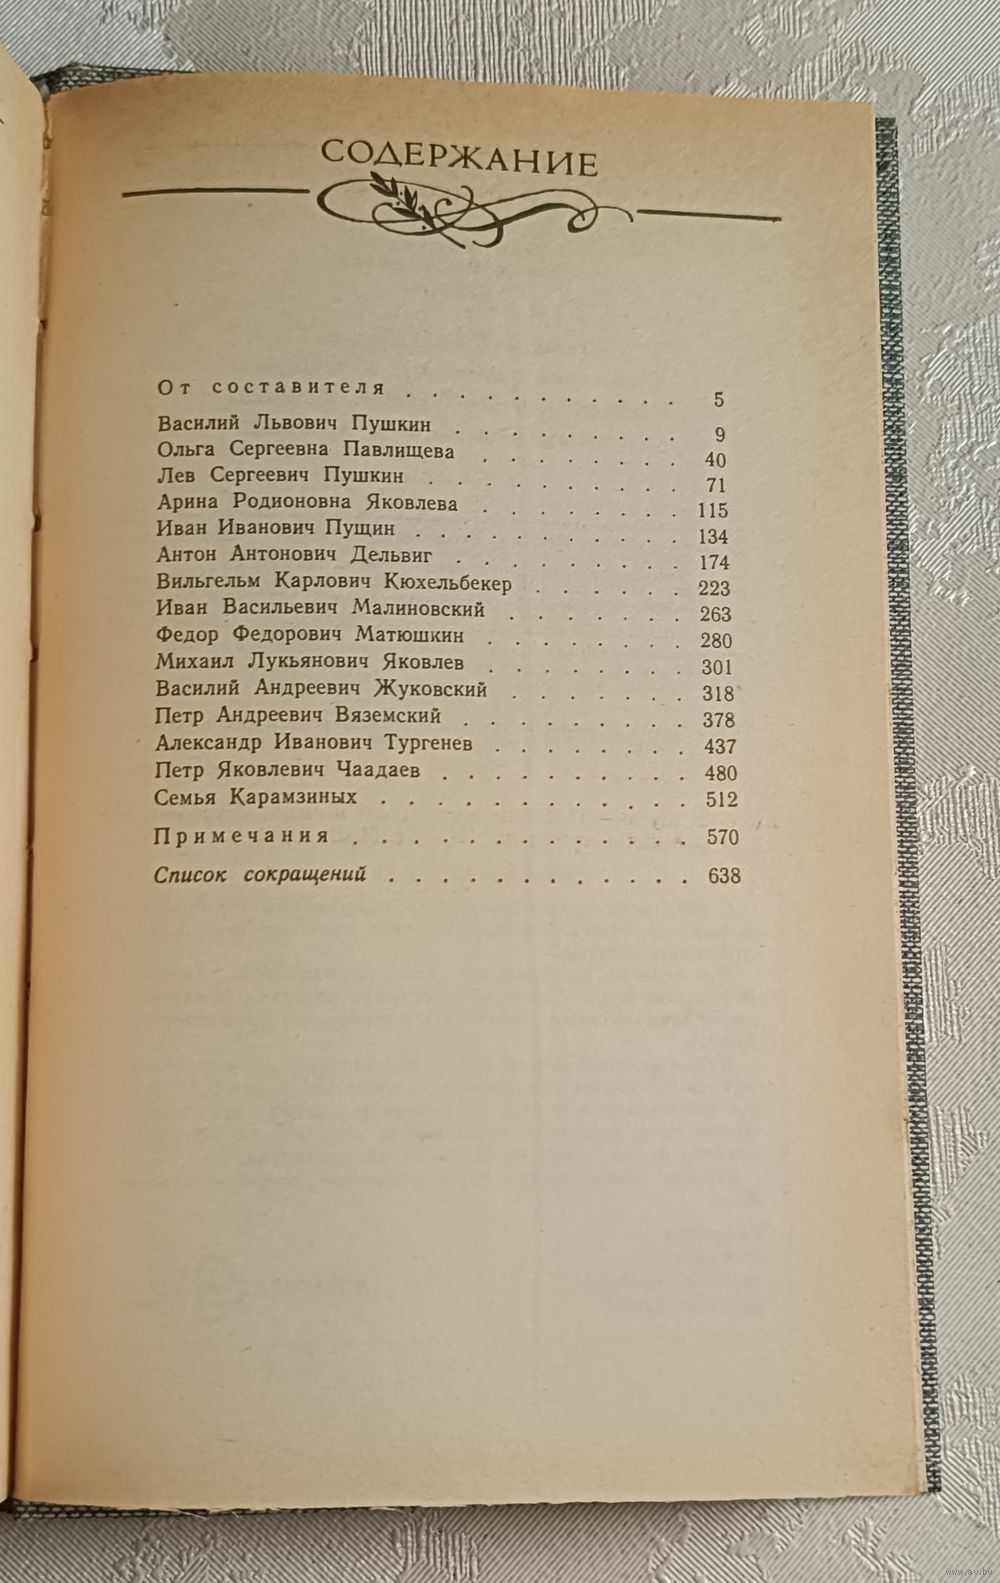 СОДЕРЖАНИЕ
От составителя . . . . . . . . . . . 5
Василий Львович Пушкин . . . . . . . . . 9
Ольга Сергеевна Павлищева . . . . . . . . 40
Лев Сергеевич Пушкин . . . . . . . . . . 71
Арина Родионовна Яковлева . . . . . . . . 115
Иван Иванович Пущин . . . . . . . . . . . 134
Антон Антонович Дельвиг . . . . . . . . . 174
Вильгельм Карлович Кюхельбекер . . . . . . 223
Иван Васильевич Малиновский . . . . . . . 263
Федор Федорович Матюшкин . . . . . . . . 280
Михаил Лукьянович Яковлев . . . . . . . . 301
Василий Андреевич Жуковский . . . . . . . 318
Петр Андреевич Вяземский . . . . . . . . . 378
Александр Иванович Тургенев . . . . . . . . 437
Петр Яковлевич Чаадаев . . . . . . . . . . 480
Семья Карамзиных . . . . . . . . . . . . 512
Примечания . . . . . . . . . . . . . 570
Список сокращений . . . . . . . . . . . . 638
www.ay.by